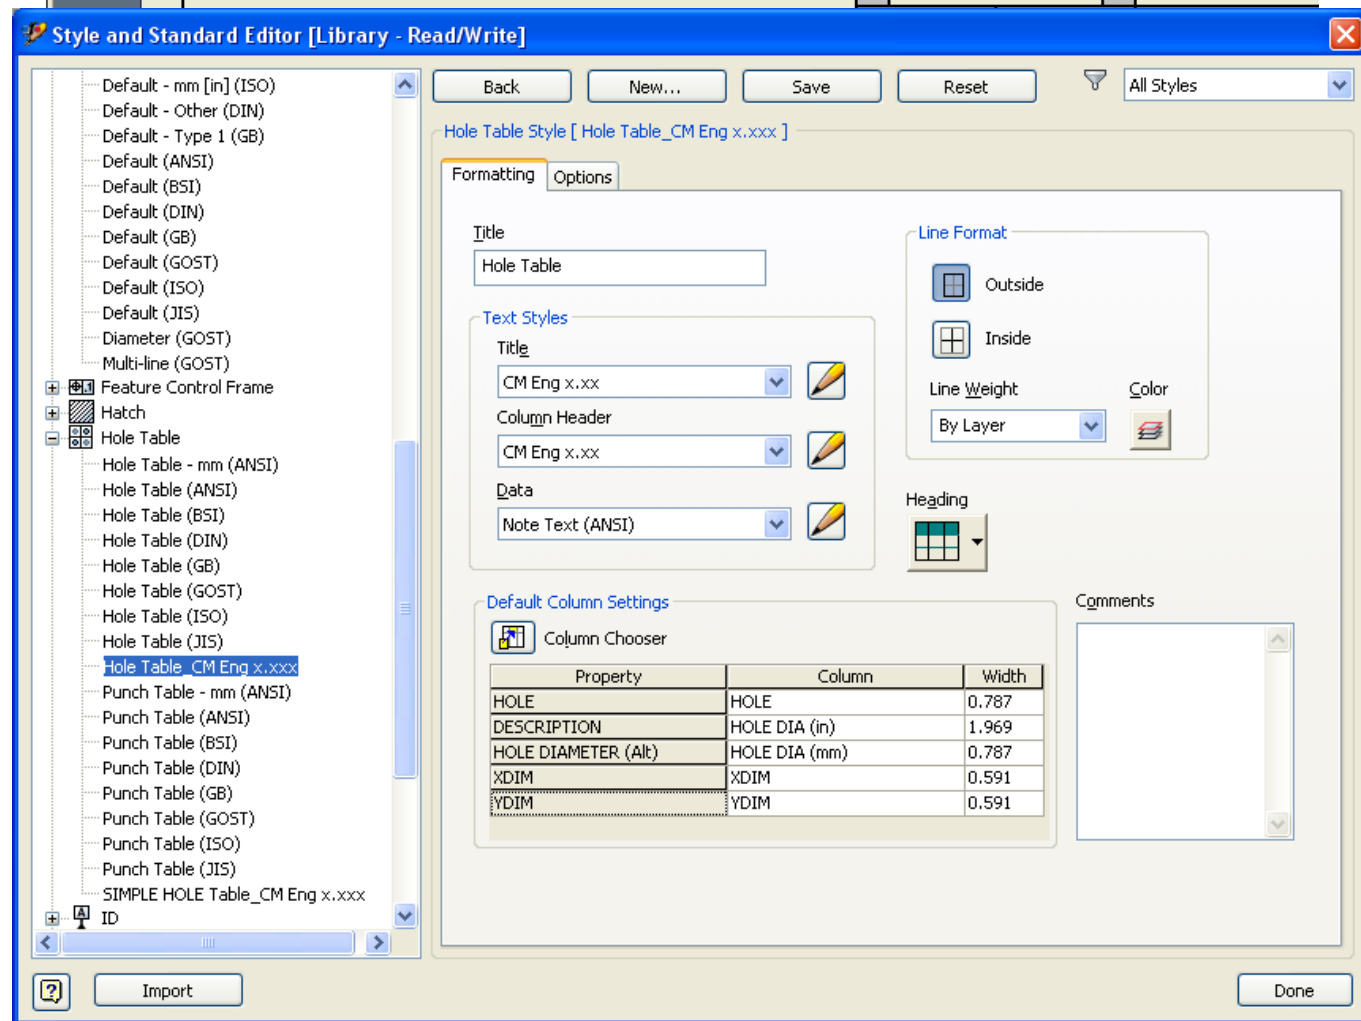 Style and Standard Editor [Library - Read/Write]
Default - mm [in] (ISO)
Default - Other (DIN)
Default - Type 1 (GB)
Default (ANSI)
Default (BSI)
Default (DIN)
Default (GB)
Default (GOST)
Default (ISO)
Default (JIS)
Diameter (GOST)
Multi-line (GOST)
Feature Control Frame
Hatch
Hole Table
Hole Table - mm (ANSI)
Hole Table (ANSI)
Hole Table (BSI)
Hole Table (DIN)
Hole Table (GB)
Hole Table (GOST)
Hole Table (ISO)
Hole Table (JIS)
Hole Table_CM Eng x.xxx
Punch Table - mm (ANSI)
Punch Table (ANSI)
Punch Table (BSI)
Punch Table (DIN)
Punch Table (GB)
Punch Table (GOST)
Punch Table (ISO)
Punch Table (JIS)
SIMPLE HOLE Table_CM Eng x.xxx
ID
Import
Back New... Save Reset All Styles
Hole Table Style [ Hole Table_CM Eng x.xxx ]
Formatting Options
Title
Hole Table
Text Styles
Title
CM Eng x.xx
Column Header
CM Eng x.xx
Data
Note Text (ANSI)
Line Format
Outside
Inside
Line Weight Color
By Layer
Heading
Default Column Settings
Column Chooser
Property Column Width
HOLE HOLE 0.787
DESCRIPTION HOLE DIA (in) 1.969
HOLE DIAMETER (Alt) HOLE DIA (mm) 0.787
XDIM XDIM 0.591
YDIM YDIM 0.591
Comments
Done